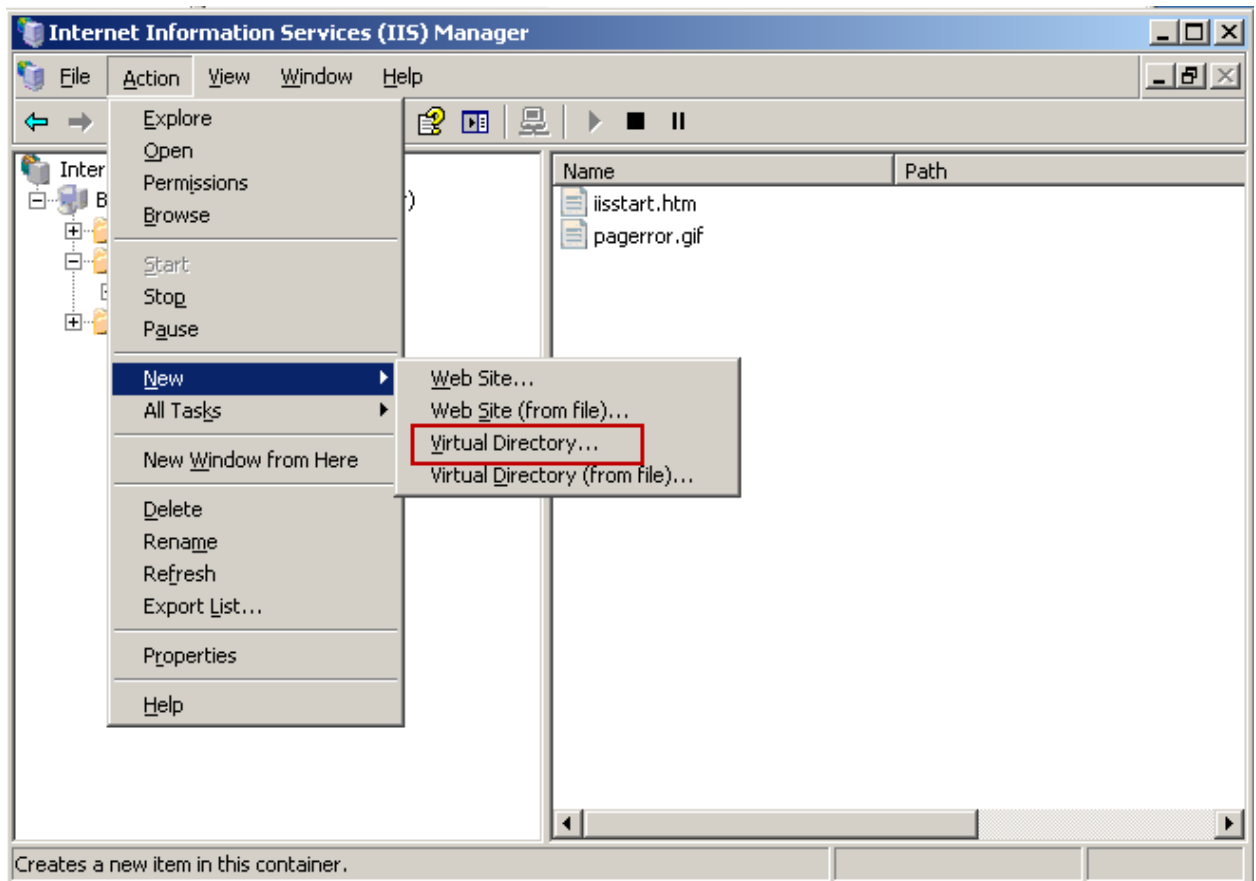 Internet Information Services (IIS) Manager
File Action View Window Help
Explore
Open
Permissions
Browse
Start
Stop
Pause
New
All Tasks
New Window from Here
Delete
Rename
Refresh
Export List...
Properties
Help
Web Site...
Web Site (from file)...
Virtual Directory...
Virtual Directory (from file)...
Inter
B
)
Name Path
iisstart.htm
pagerror.gif
Creates a new item in this container.